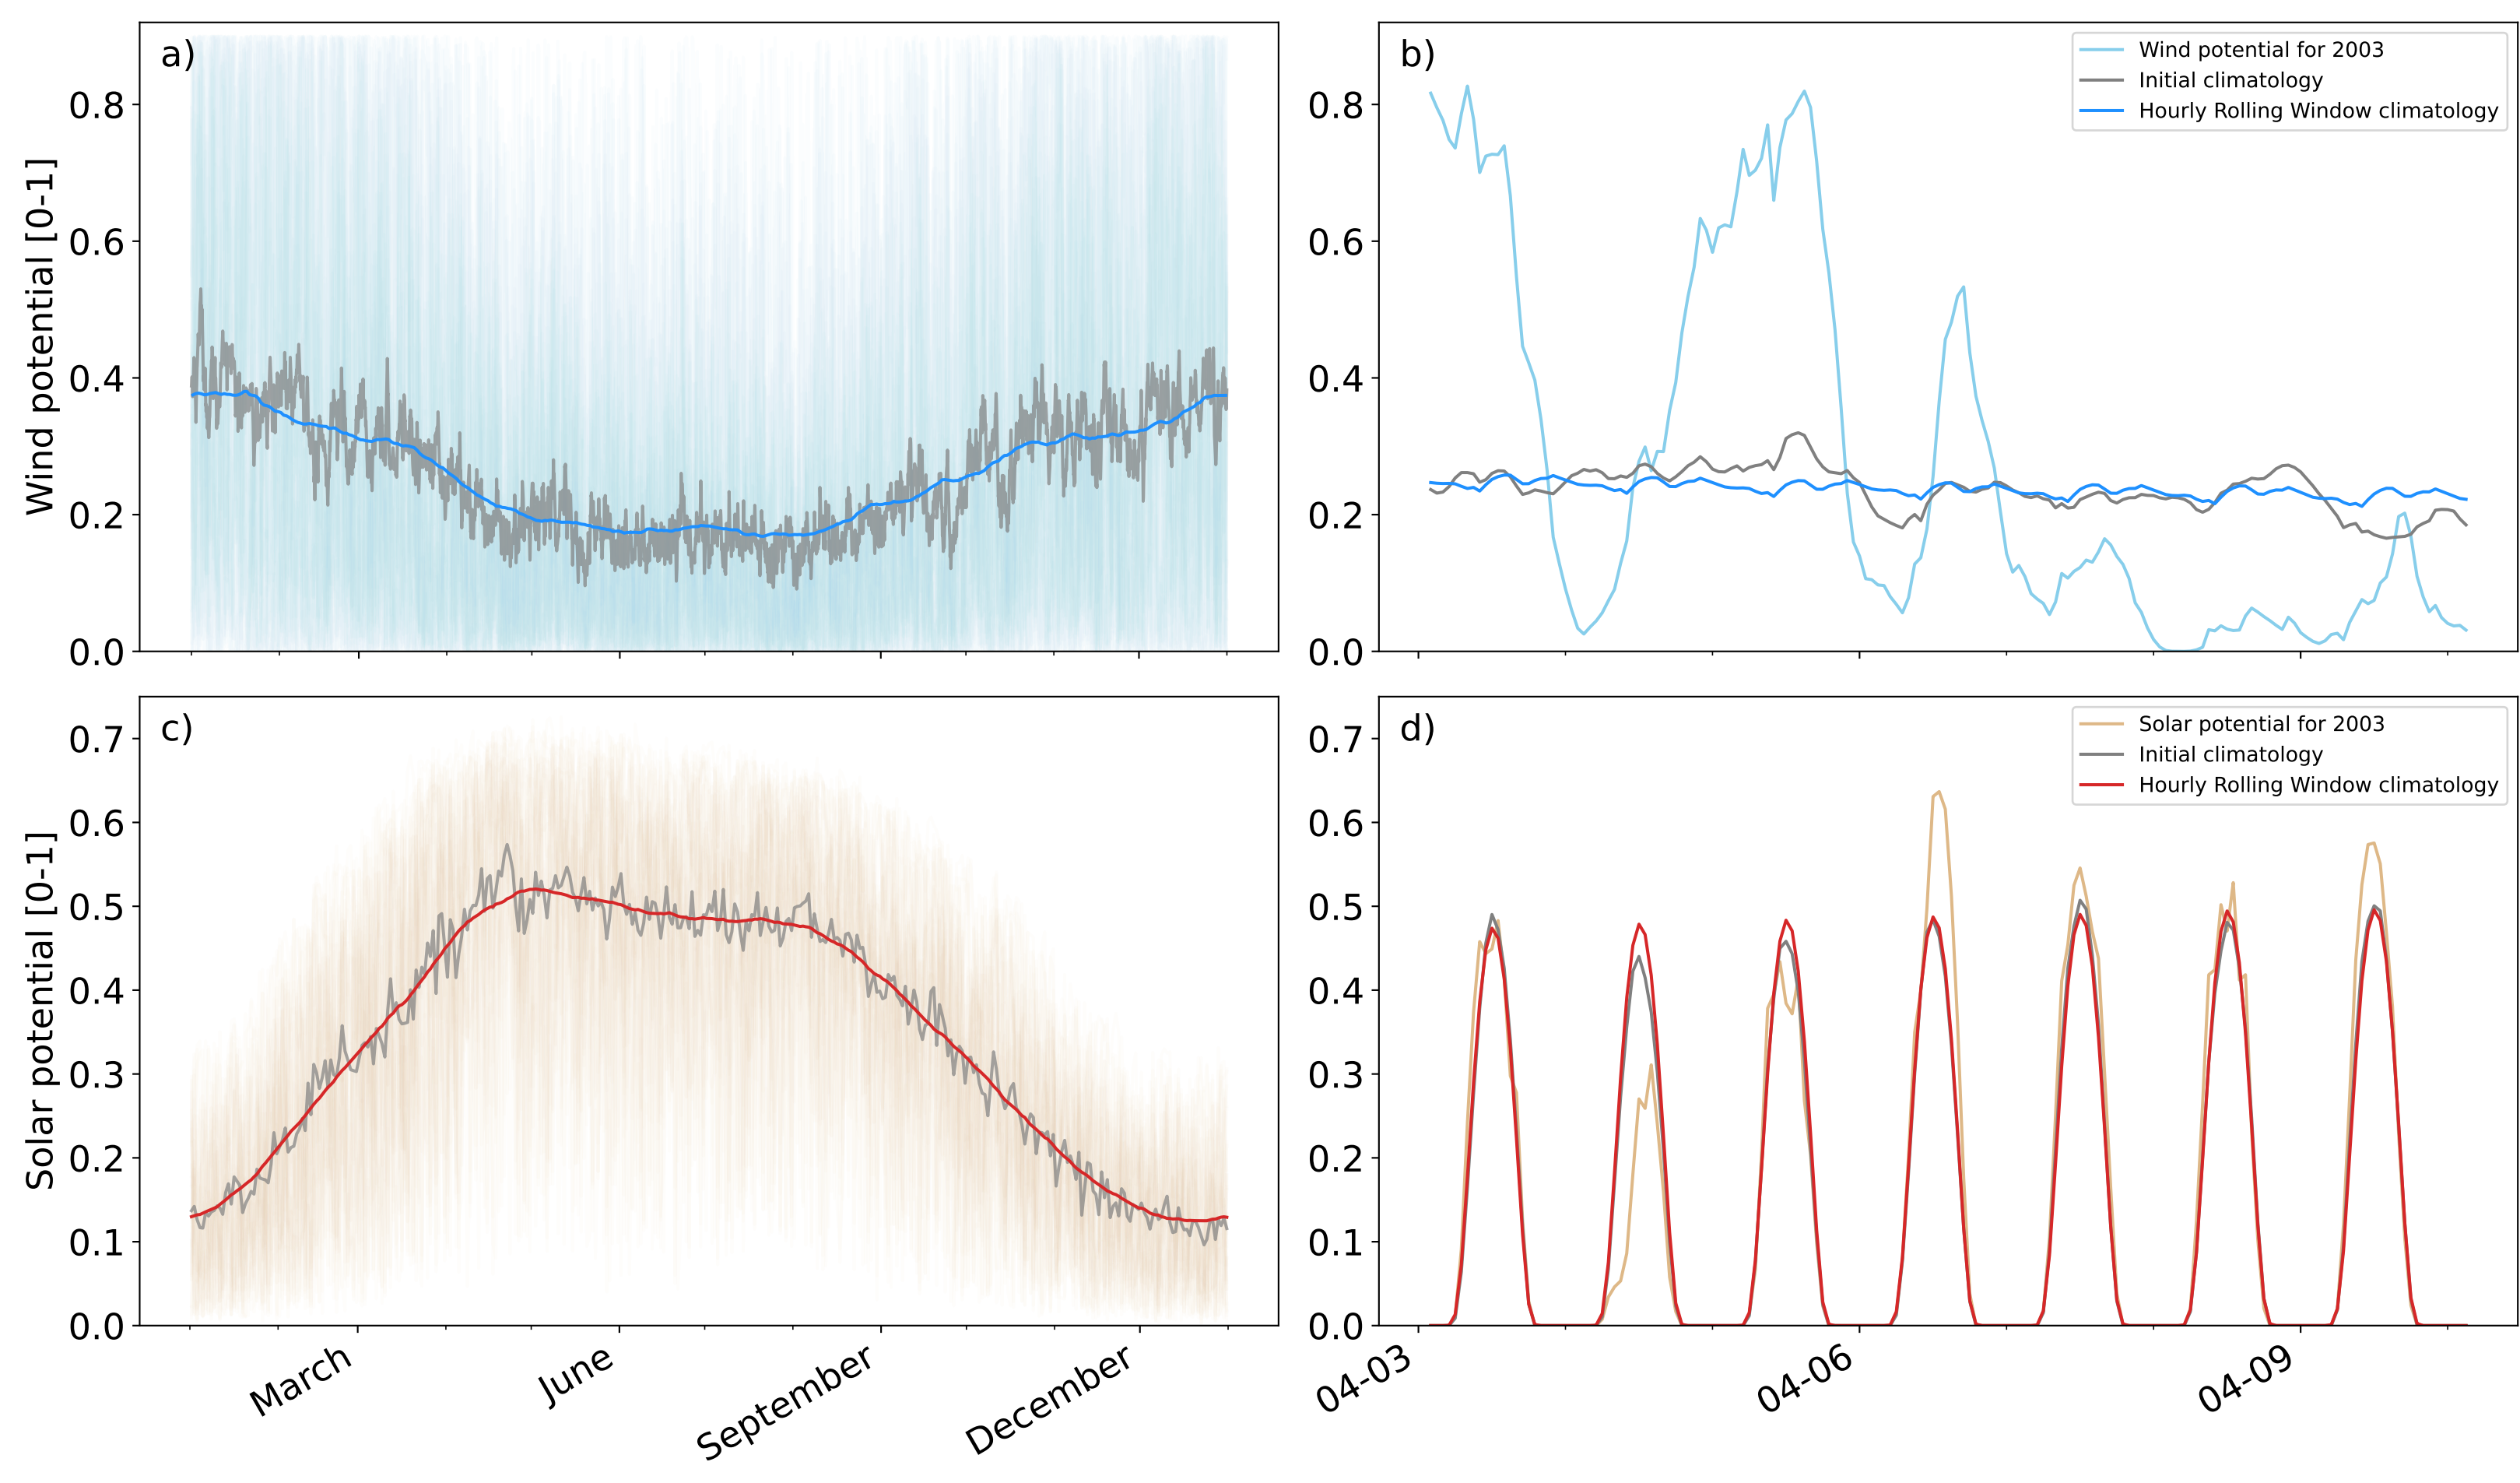 a)
0.8
0.6
0.4
0.2
0.0
Wind potential [0-1]
b)
Wind potential for 2003
Initial climatology
Hourly Rolling Window climatology
0.8
0.6
0.4
0.2
0.0
c)
0.7
0.6
0.5
0.4
0.3
0.2
0.1
0.0
Solar potential [0-1]
March
June
September
December
d)
Solar potential for 2003
Initial climatology
Hourly Rolling Window climatology
0.7
0.6
0.5
0.4
0.3
0.2
0.1
0.0
04-03
04-06
04-09